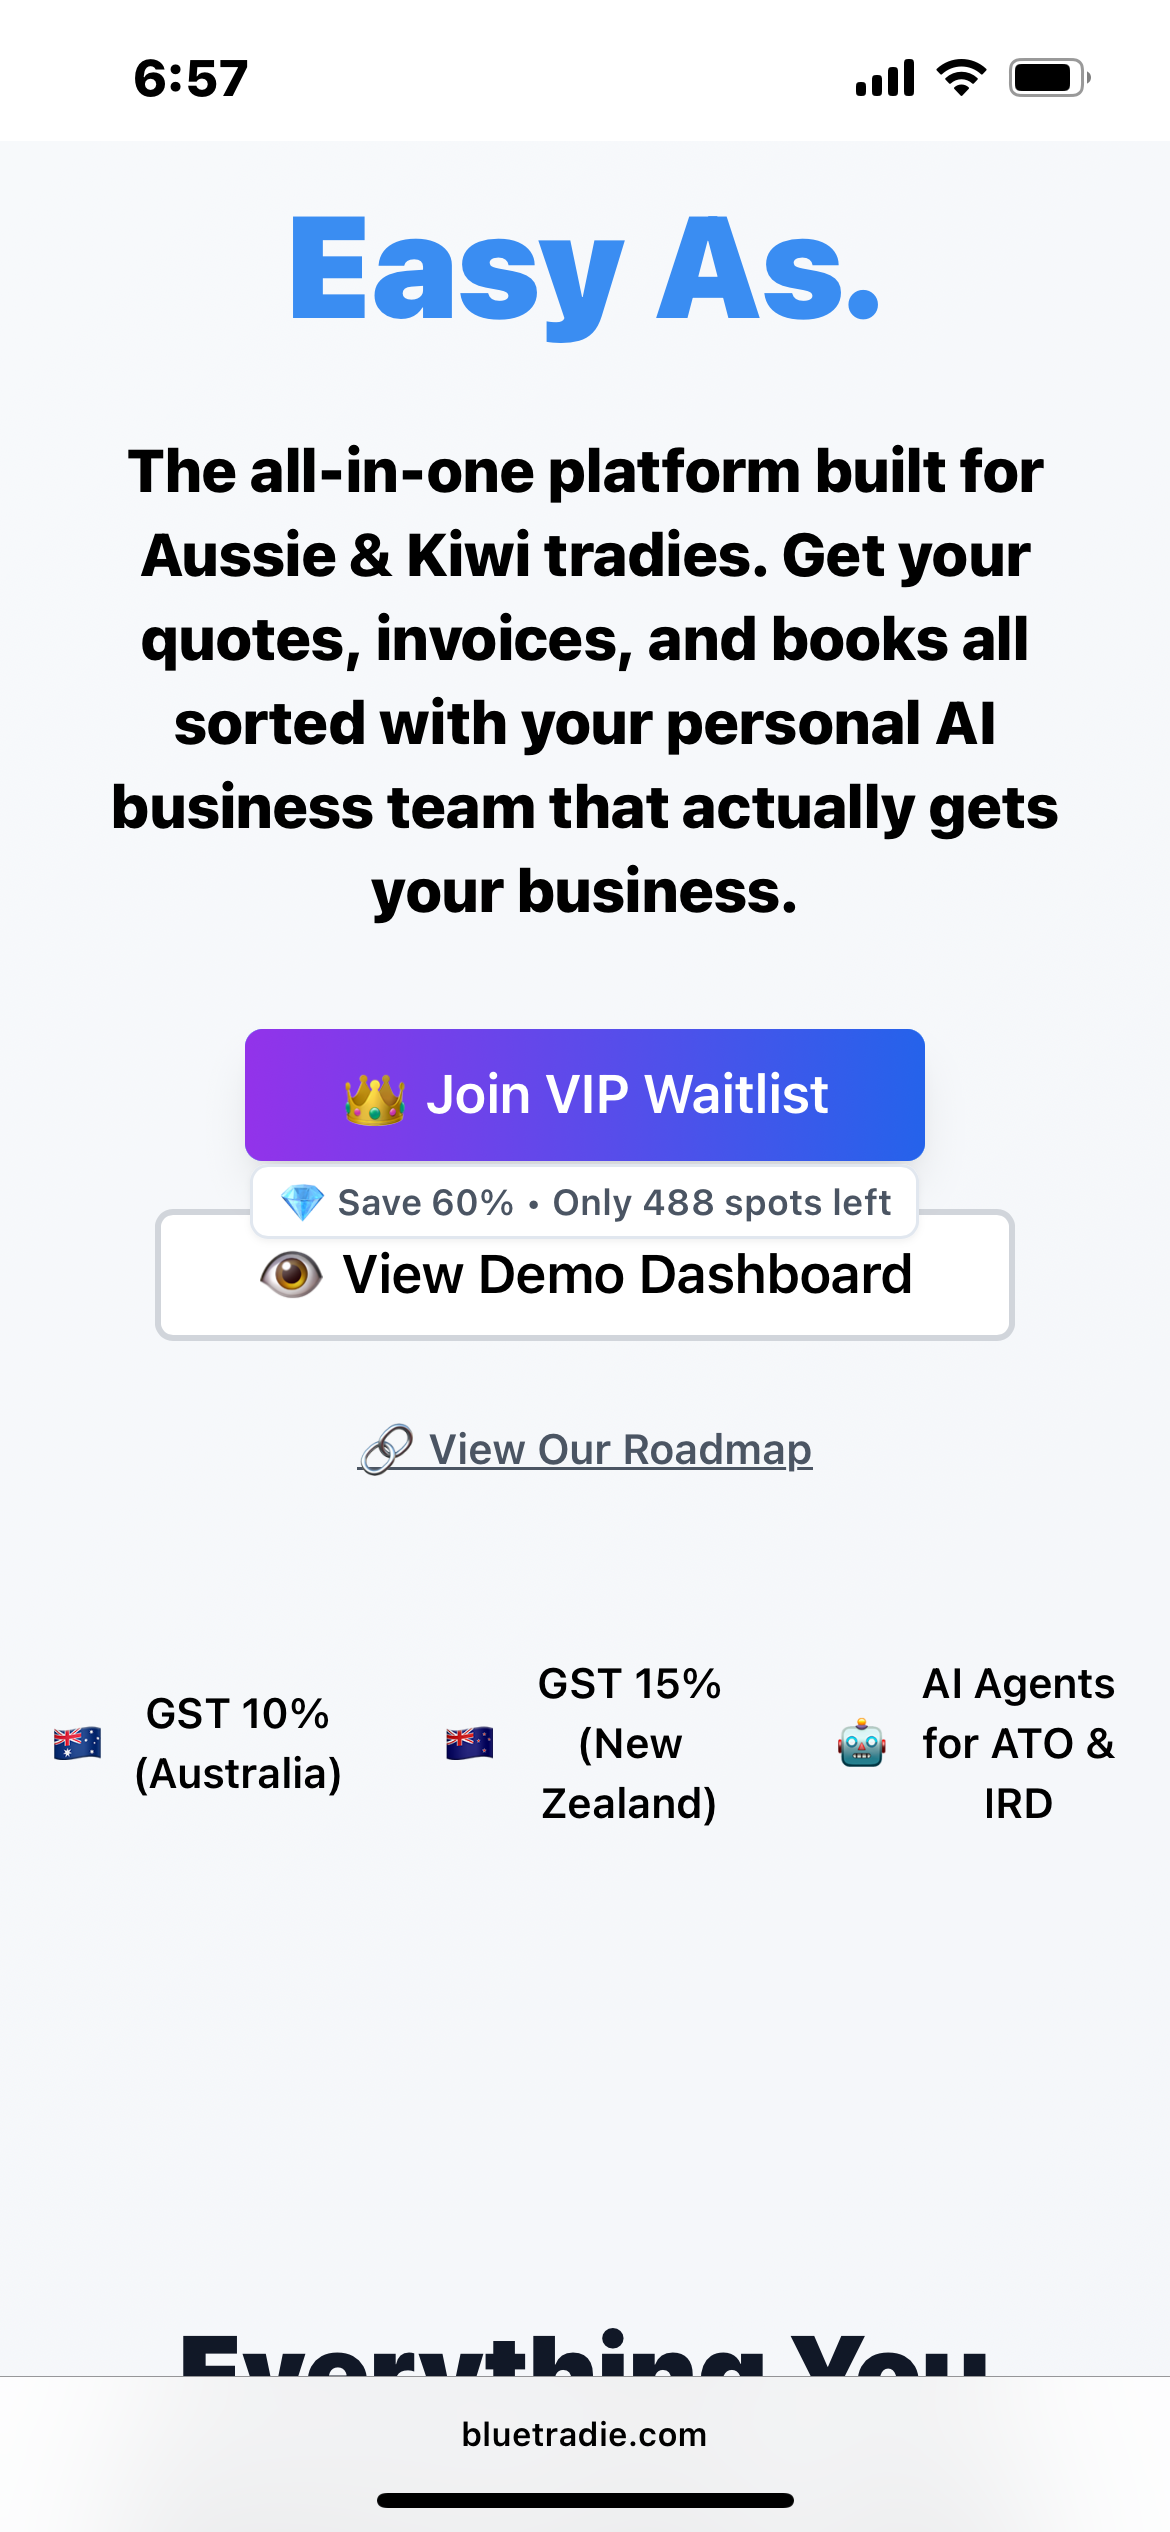 6:57
Easy As.
The all-in-one platform built for
Aussie & Kiwi tradies. Get your
quotes, invoices, and books all
sorted with your personal AI
business team that actually gets
your business.
👑 Join VIP Waitlist
💎 Save 60% • Only 488 spots left
👁️ View Demo Dashboard
🔗 View Our Roadmap
🇦🇺 GST 10%
(Australia)
🇳🇿 GST 15%
(New
Zealand)
🤖 AI Agents
for ATO &
IRD
Everything You
bluetradie.com